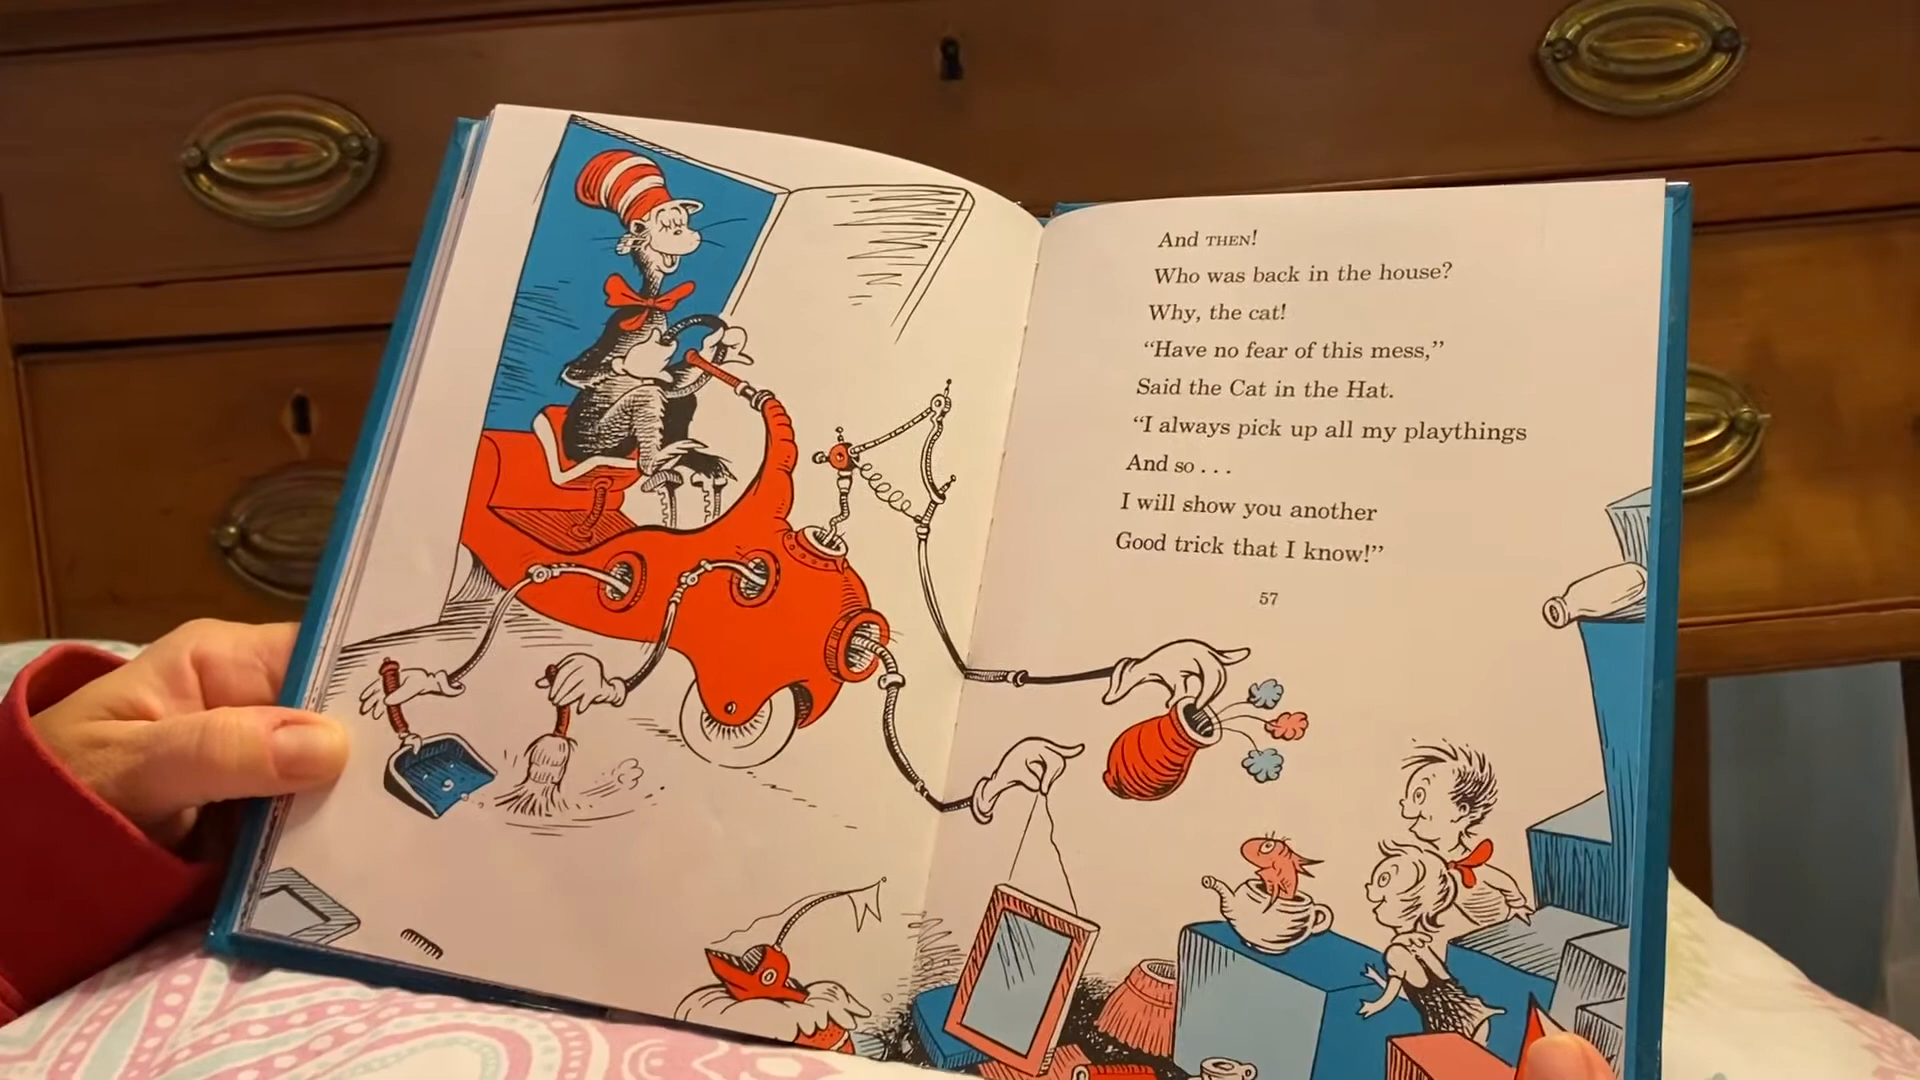 And THEN!
Who was back in the house?
Why, the cat!
“Have no fear of this mess,”
Said the Cat in the Hat.
“I always pick up all my playthings
And so . . .
I will show you another
Good trick that I know!”
57